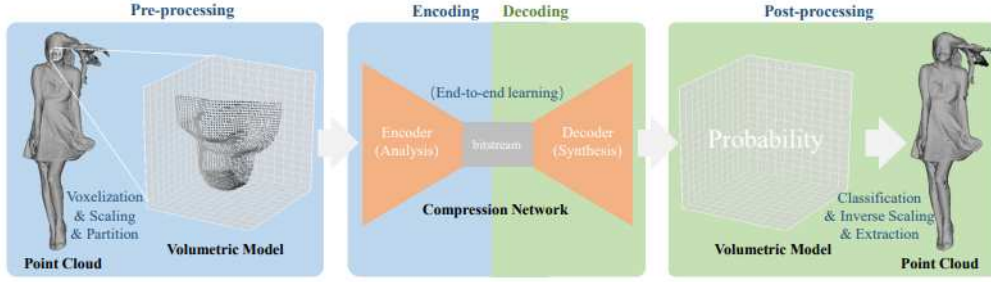 Pre-processing
Encoding Decoding
Post-processing
(End-to-end learning)
Encoder
(Analysis)
bitstream
Decoder
(Synthesis)
Probability
Voxelization
& Scaling
& Partition
Compression Network
Classification
& Inverse Scaling
& Extraction
Volumetric Model
Volumetric Model
Point Cloud
Point Cloud